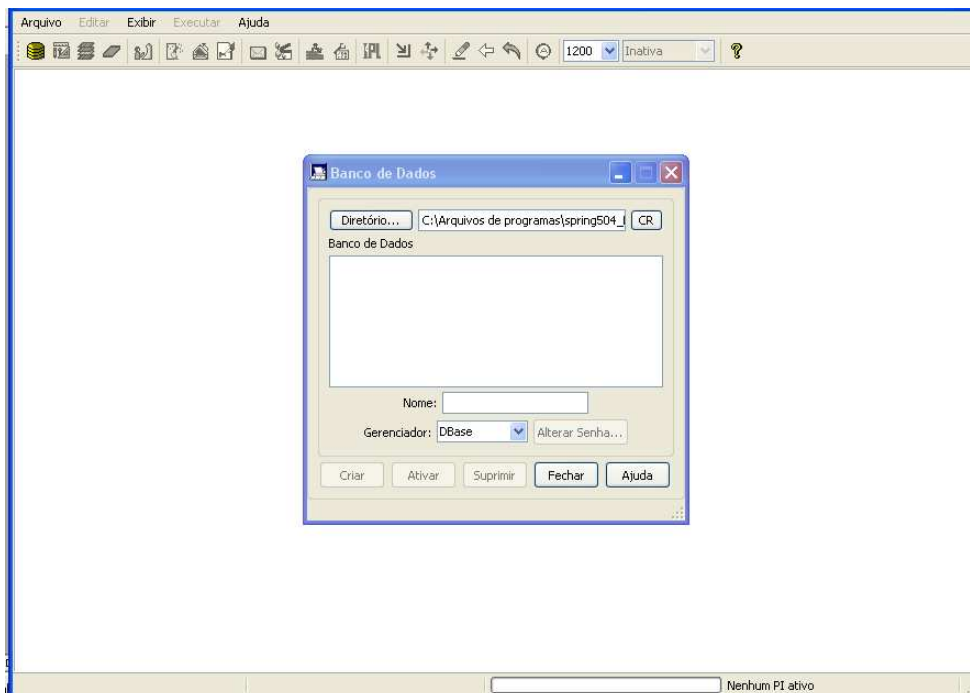 Arquivo Editar Exibir Executar Ajuda
1200 Inativa ?
Banco de Dados
Diretório... C:\Arquivos de programas\spring504_ CR
Banco de Dados
Nome:
Gerenciador: DBase Alterar Senha...
Criar Ativar Suprimir Fechar Ajuda
Nenhum PI ativo